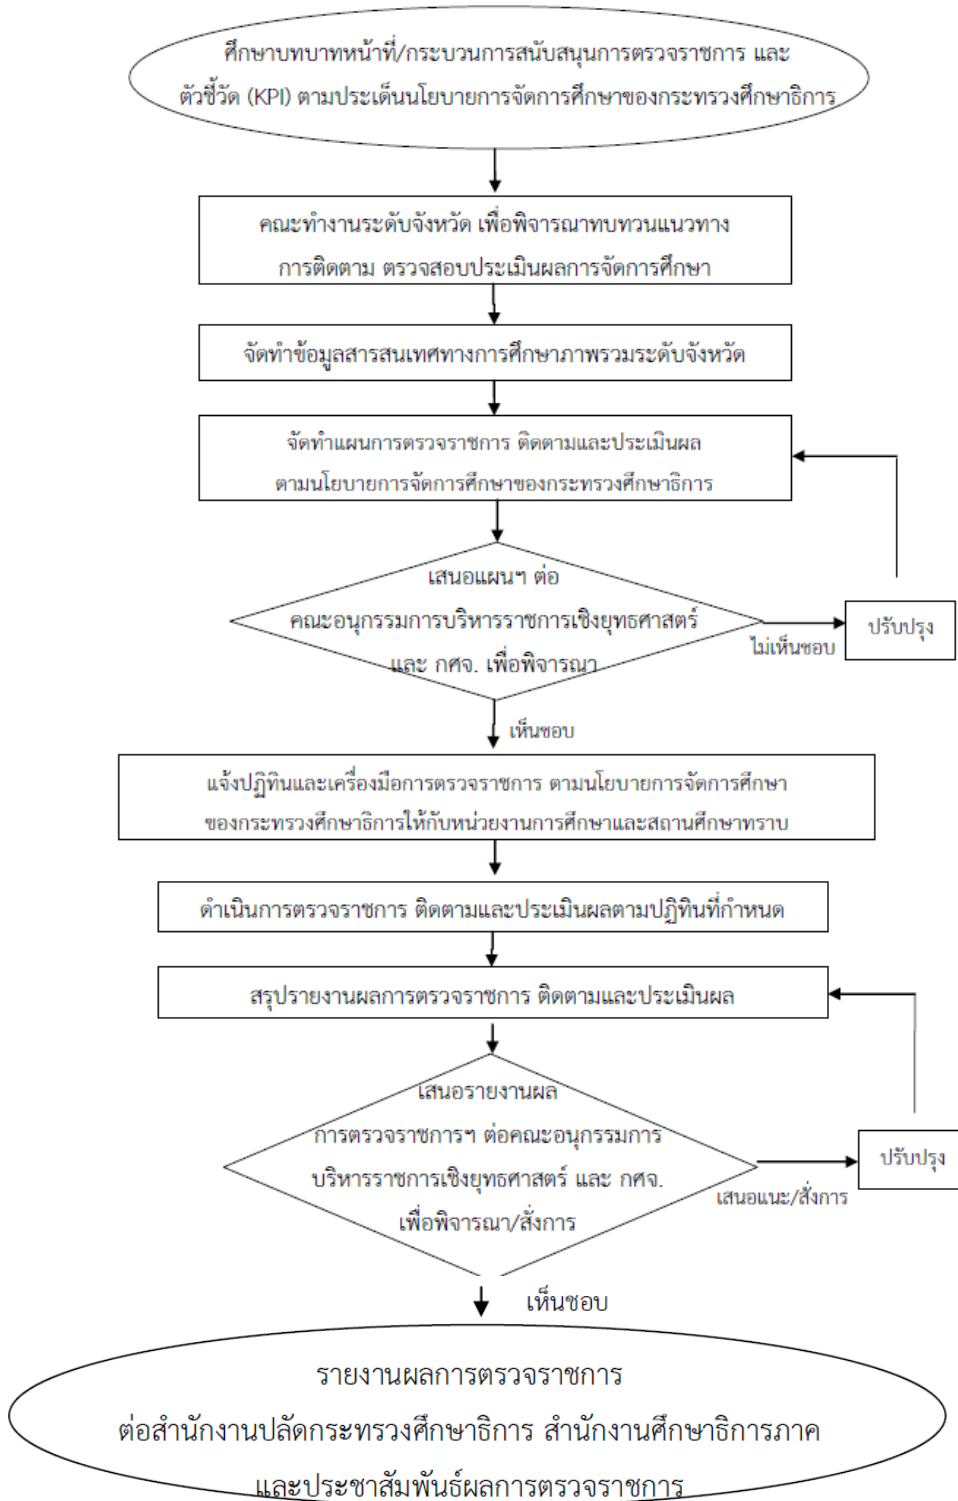 ศึกษาบทบาทหน้าที่/กระบวนการสนับสนุนการตรวจราชการ และ
ตัวชี้วัด (KPI) ตามประเด็นนโยบายการจัดการศึกษาของกระทรวงศึกษาธิการ
คณะทำงานระดับจังหวัด เพื่อพิจารณาทบทวนแนวทาง
การติดตาม ตรวจสอบประเมินผลการจัดการศึกษา
จัดทำข้อมูลสารสนเทศทางการศึกษาภาพรวมระดับจังหวัด
จัดทำแผนการตรวจราชการ ติดตามและประเมินผล
ตามนโยบายการจัดการศึกษาของกระทรวงศึกษาธิการ
เสนอแผนฯ ต่อ
คณะอนุกรรมการบริหารราชการเชิงยุทธศาสตร์
และ กศจ. เพื่อพิจารณา
ไม่เห็นชอบ
ปรับปรุง
เห็นชอบ
แจ้งปฏิทินและเครื่องมือการตรวจราชการ ตามนโยบายการจัดการศึกษา
ของกระทรวงศึกษาธิการให้กับหน่วยงานการศึกษาและสถานศึกษาทราบ
ดำเนินการตรวจราชการ ติดตามและประเมินผลตามปฏิทินที่กำหนด
สรุปรายงานผลการตรวจราชการ ติดตามและประเมินผล
เสนอรายงานผล
การตรวจราชการฯ ต่อคณะอนุกรรมการ
บริหารราชการเชิงยุทธศาสตร์ และ กศจ.
เพื่อพิจารณา/สั่งการ
เสนอแนะ/สั่งการ
ปรับปรุง
เห็นชอบ
รายงานผลการตรวจราชการ
ต่อสำนักงานปลัดกระทรวงศึกษาธิการ สำนักงานศึกษาธิการภาค
และประชาสัมพันธ์ผลการตรวจราชการ